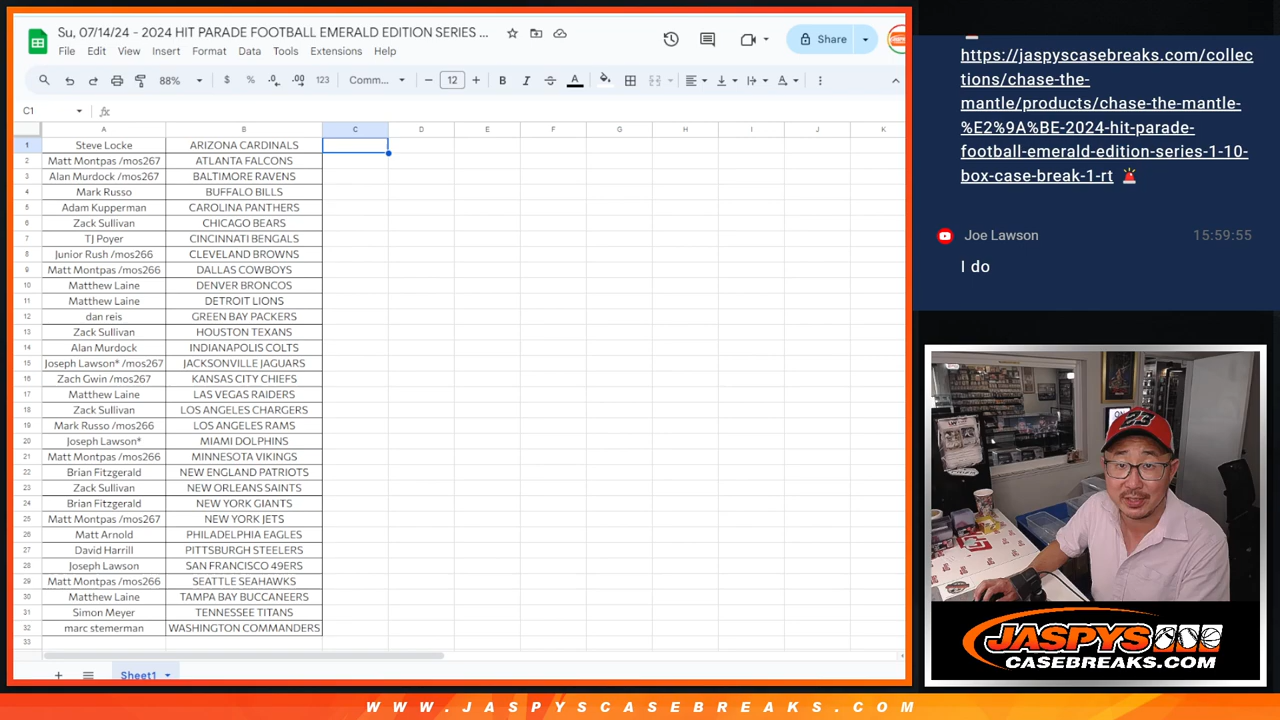 Su, 07/14/24 - 2024 HIT PARADE FOOTBALL EMERALD EDITION SERIES ...
File Edit View Insert Format Data Tools Extensions Help
Share
88% $ % .0 .00 123 Comm... 12 B I A
C1 fx
A B C D E F G H I J K
1 Steve Locke ARIZONA CARDINALS
2 Matt Montpas /mos267 ATLANTA FALCONS
3 Alan Murdock /mos267 BALTIMORE RAVENS
4 Mark Russo BUFFALO BILLS
5 Adam Kupperman CAROLINA PANTHERS
6 Zack Sullivan CHICAGO BEARS
7 TJ Poyer CINCINNATI BENGALS
8 Junior Rush /mos266 CLEVELAND BROWNS
9 Matt Montpas /mos266 DALLAS COWBOYS
10 Matthew Laine DENVER BRONCOS
11 Matthew Laine DETROIT LIONS
12 dan reis GREEN BAY PACKERS
13 Zack Sullivan HOUSTON TEXANS
14 Alan Murdock INDIANAPOLIS COLTS
15 Joseph Lawson* /mos267 JACKSONVILLE JAGUARS
16 Zach Gwin /mos267 KANSAS CITY CHIEFS
17 Matthew Laine LAS VEGAS RAIDERS
18 Zack Sullivan LOS ANGELES CHARGERS
19 Mark Russo /mos266 LOS ANGELES RAMS
20 Joseph Lawson* MIAMI DOLPHINS
21 Matt Montpas /mos266 MINNESOTA VIKINGS
22 Brian Fitzgerald NEW ENGLAND PATRIOTS
23 Zack Sullivan NEW ORLEANS SAINTS
24 Brian Fitzgerald NEW YORK GIANTS
25 Matt Montpas /mos267 NEW YORK JETS
26 Matt Arnold PHILADELPHIA EAGLES
27 David Harrill PITTSBURGH STEELERS
28 Joseph Lawson SAN FRANCISCO 49ERS
29 Matt Montpas /mos266 SEATTLE SEAHAWKS
30 Matthew Laine TAMPA BAY BUCCANEERS
31 Simon Meyer TENNESSEE TITANS
32 marc stemerman WASHINGTON COMMANDERS
33
Sheet1
https://jaspyscasebreaks.com/collec
tions/chase-the-
mantle/products/chase-the-mantle-
%E2%9A%BE-2024-hit-parade-
football-emerald-edition-series-1-10-
box-case-break-1-rt
Joe Lawson 15:59:55
I do
23
JASPYS
CASEBREAKS.COM
WWW.JASPYSCASEBREAKS.COM